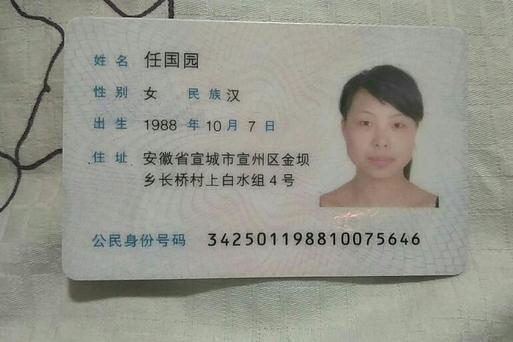 姓名 任国园
性别 女 民族 汉
出生 1988 年 10 月 7 日
住址 安徽省宣城市宣州区金坝
乡长桥村上白水组4号
公民身份号码 342501198810075646